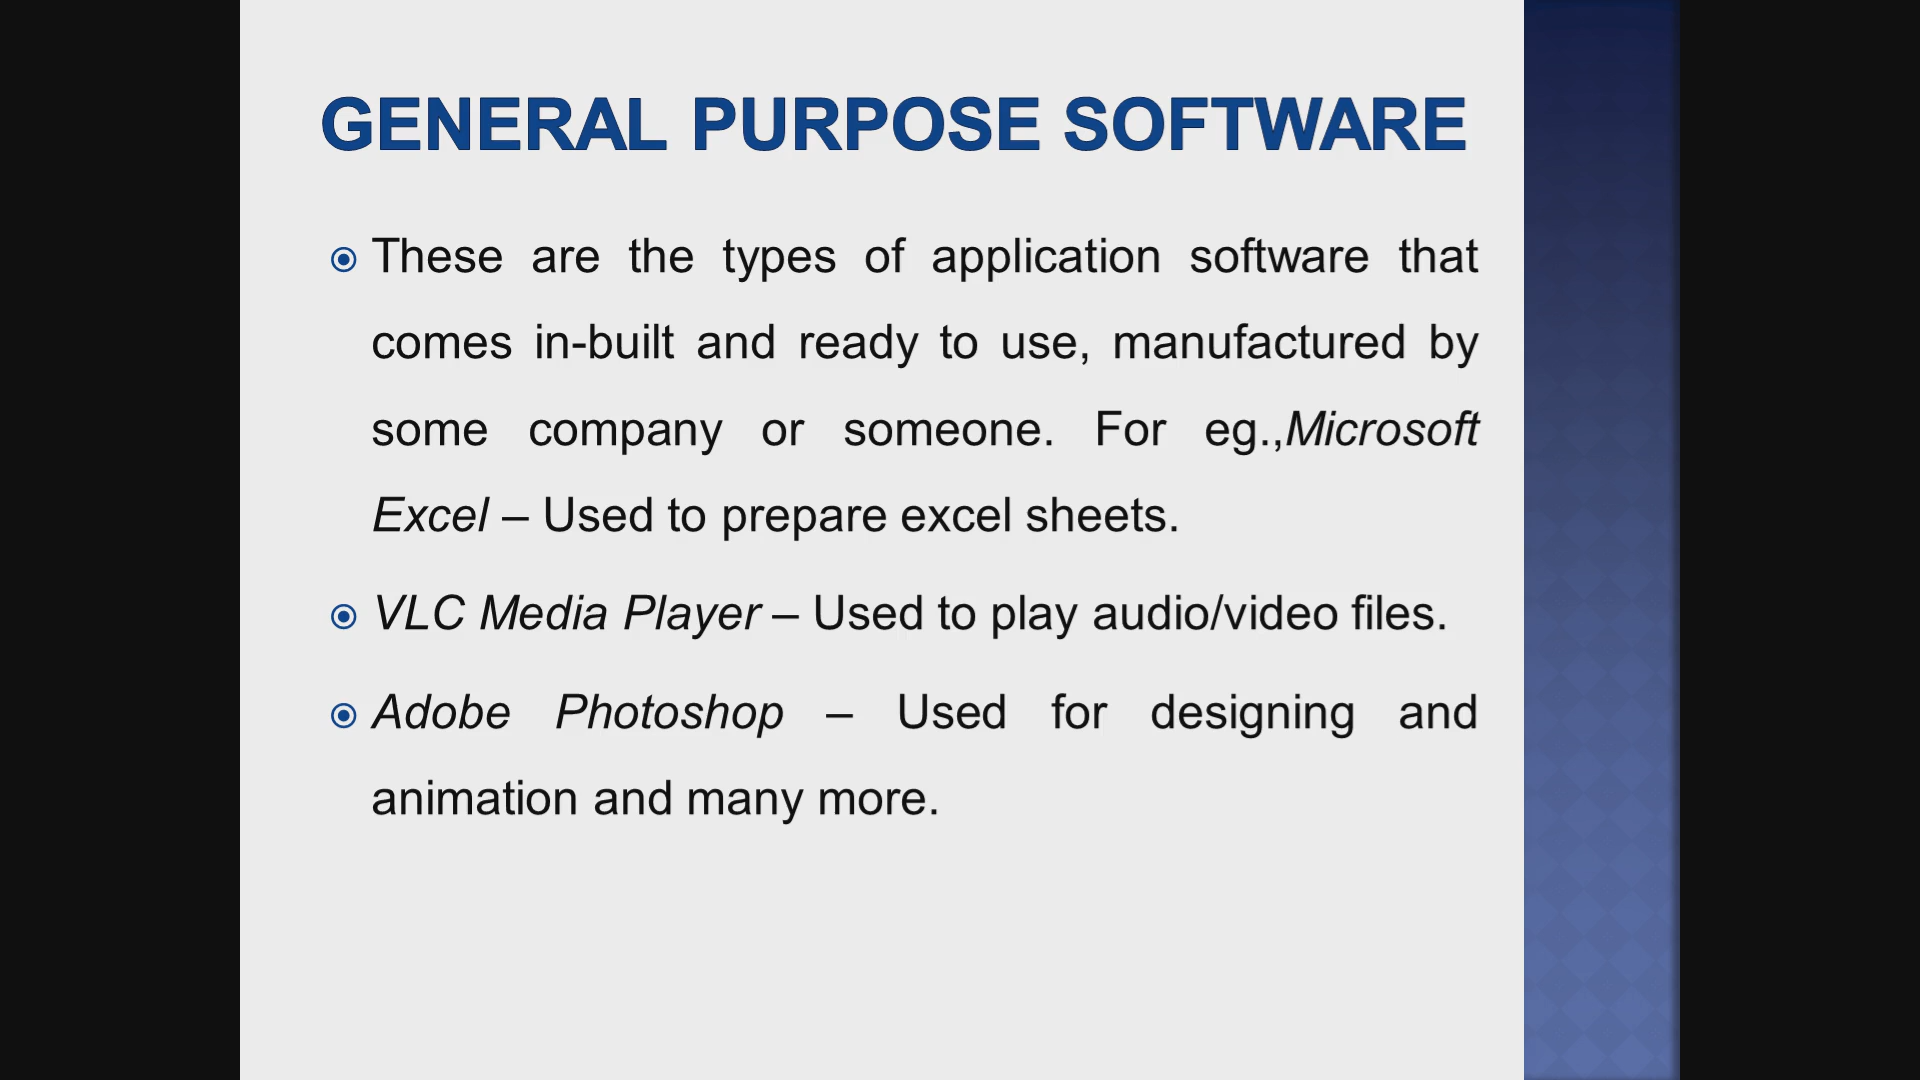 GENERAL PURPOSE SOFTWARE
These are the types of application software that
comes in-built and ready to use, manufactured by
some company or someone. For eg.,Microsoft
Excel – Used to prepare excel sheets.
VLC Media Player – Used to play audio/video files.
Adobe Photoshop – Used for designing and
animation and many more.